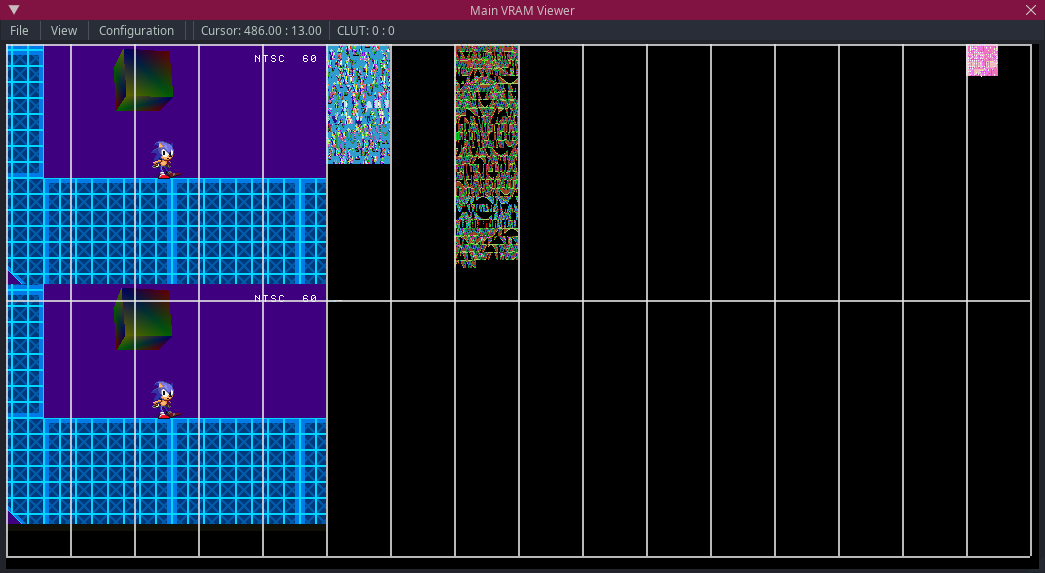 Main VRAM Viewer
File View Configuration Cursor: 486.00 : 13.00 CLUT: 0 : 0
NTSC 60
NTSC 60